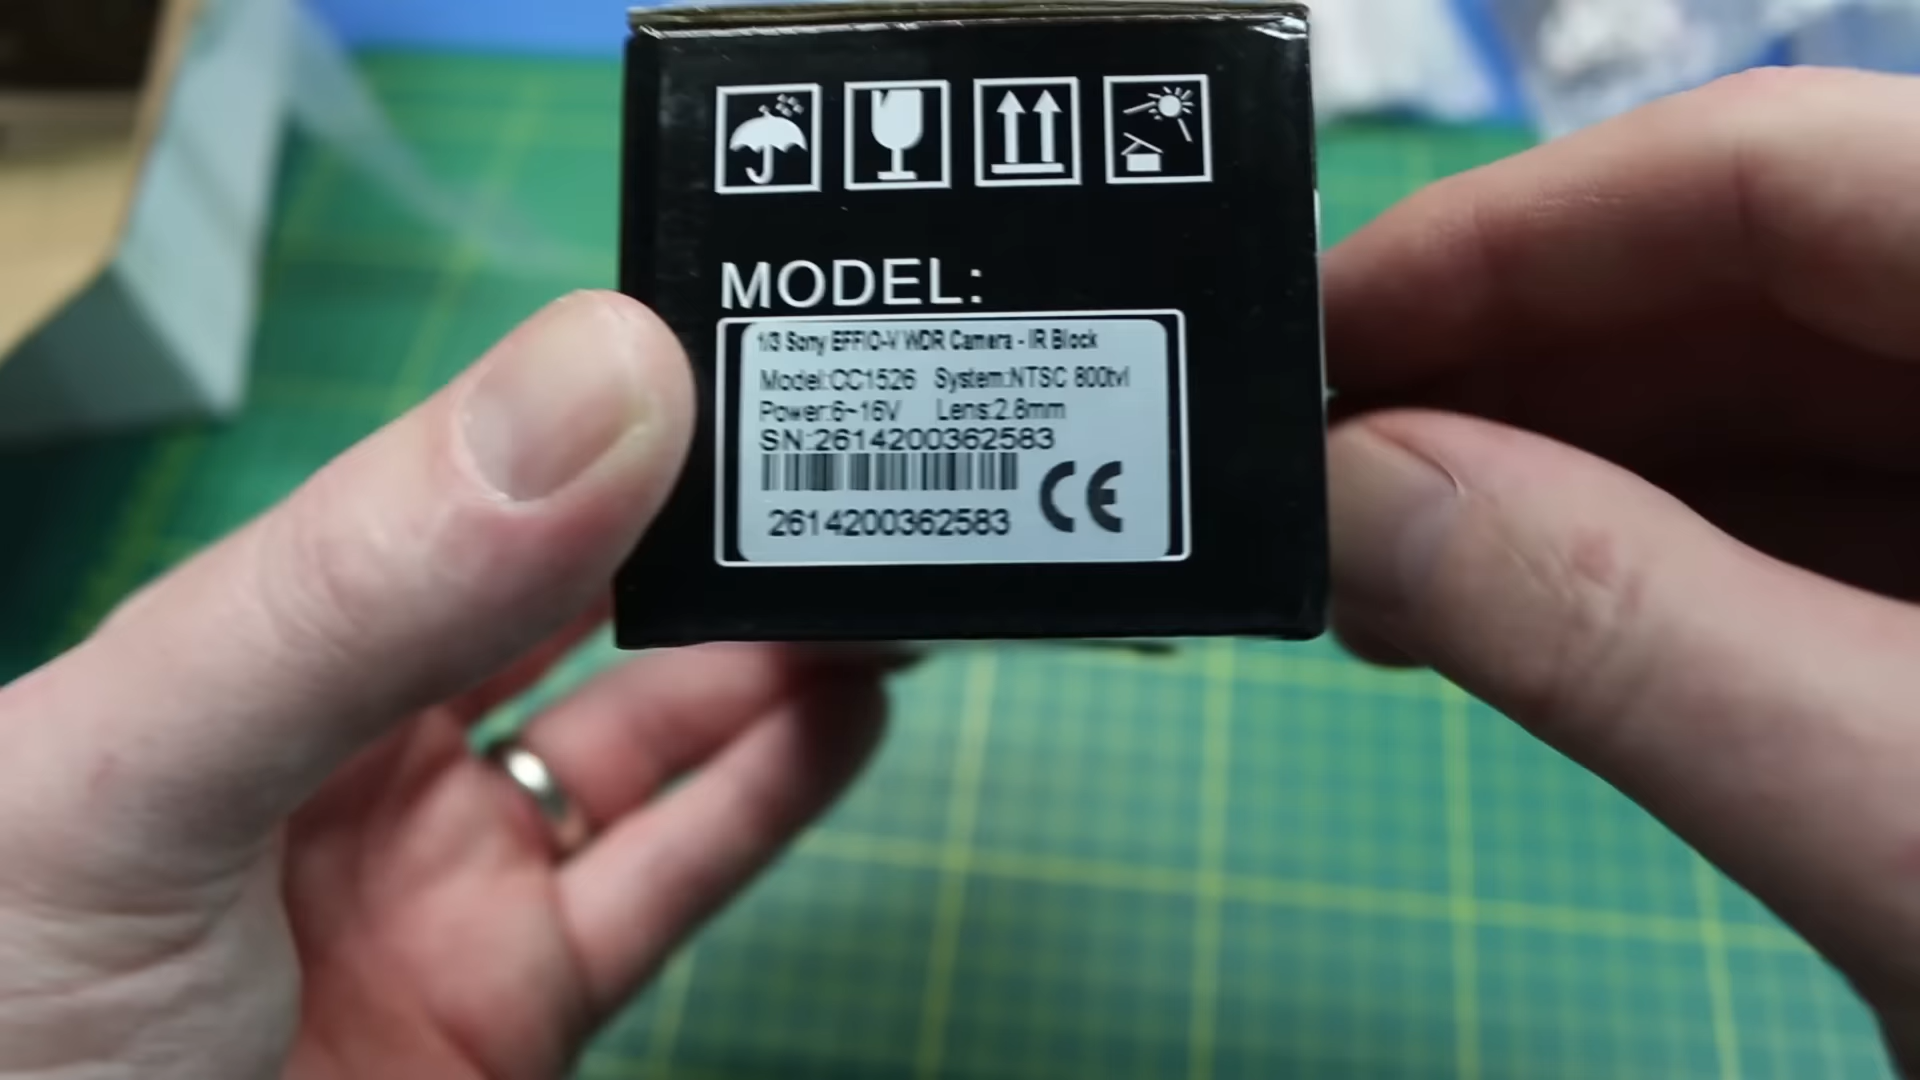 MODEL:
1/3 Sony EFFIO-V WDR Camera - IR Block
Model:CC1526 System:NTSC 800tvl
Power:6~16V Lens:2.8mm
SN:2614200362583
2614200362583
CE